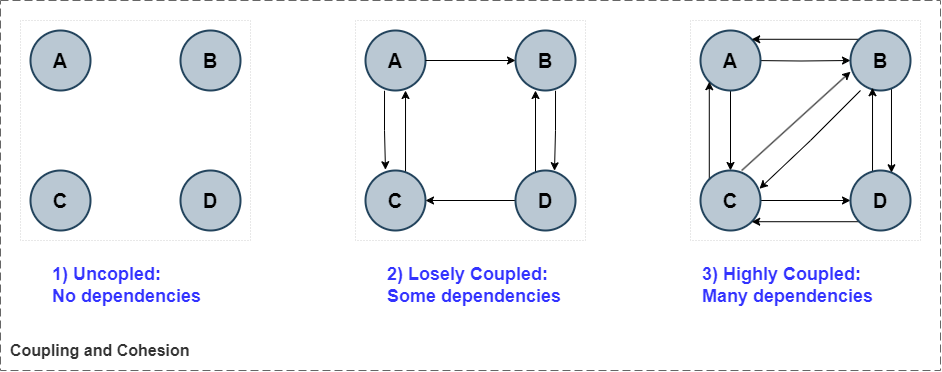 A
B
A
B
A
B
C
D
C
D
C
D
1) Uncopled:
No dependencies
2) Losely Coupled:
Some dependencies
3) Highly Coupled:
Many dependencies
Coupling and Cohesion